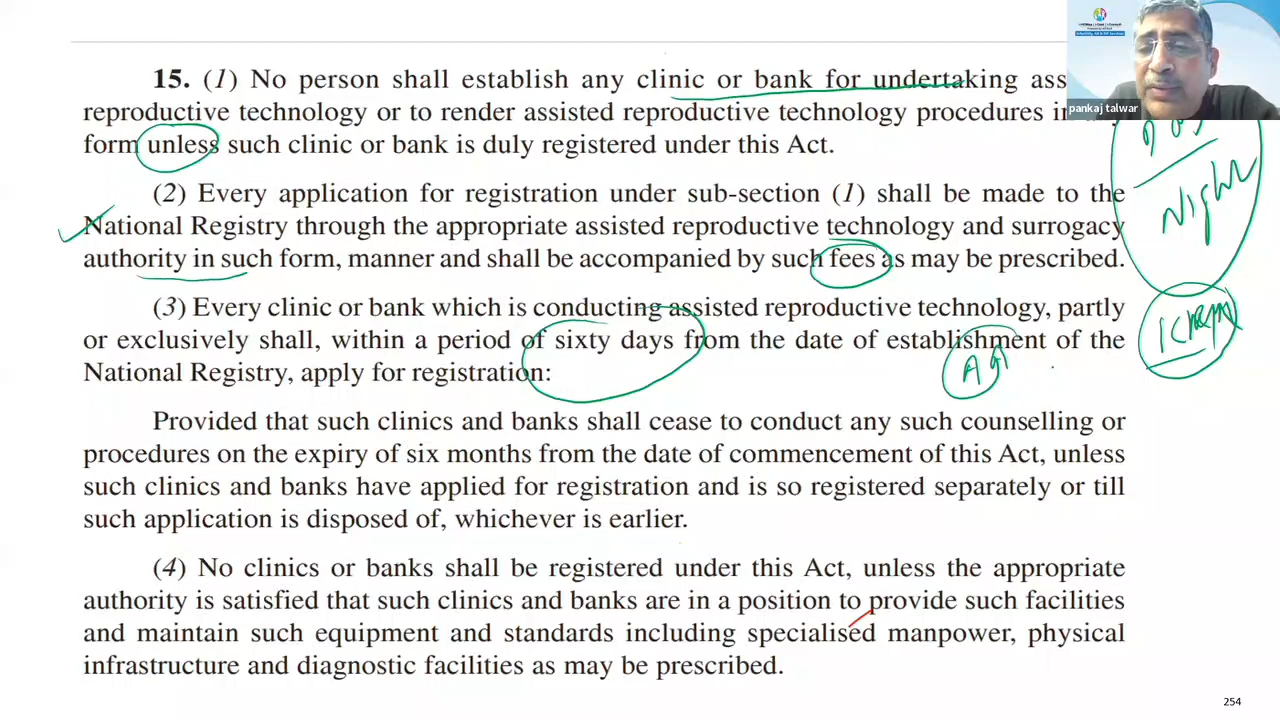 15. (1) No person shall establish any clinic or bank for undertaking
reproductive technology or to render assisted reproductive technology procedures
pankaj talwar
form unless such clinic or bank is duly registered under this Act.
(2) Every application for registration under sub-section (1) shall be made to the
National Registry through the appropriate assisted reproductive technology and surrogacy
authority in such form, manner and shall be accompanied by such fees as may be prescribed.
Night
(3) Every clinic or bank which is conducting assisted reproductive technology, partly
or exclusively shall, within a period of sixty days from the date of establishment of the
National Registry, apply for registration:
Provided that such clinics and banks shall cease to conduct any such counselling or
procedures on the expiry of six months from the date of commencement of this Act, unless
such clinics and banks have applied for registration and is so registered separately or till
such application is disposed of, whichever is earlier.
(4) No clinics or banks shall be registered under this Act, unless the appropriate
authority is satisfied that such clinics and banks are in a position to provide such facilities
and maintain such equipment and standards including specialised manpower, physical
infrastructure and diagnostic facilities as may be prescribed.
254